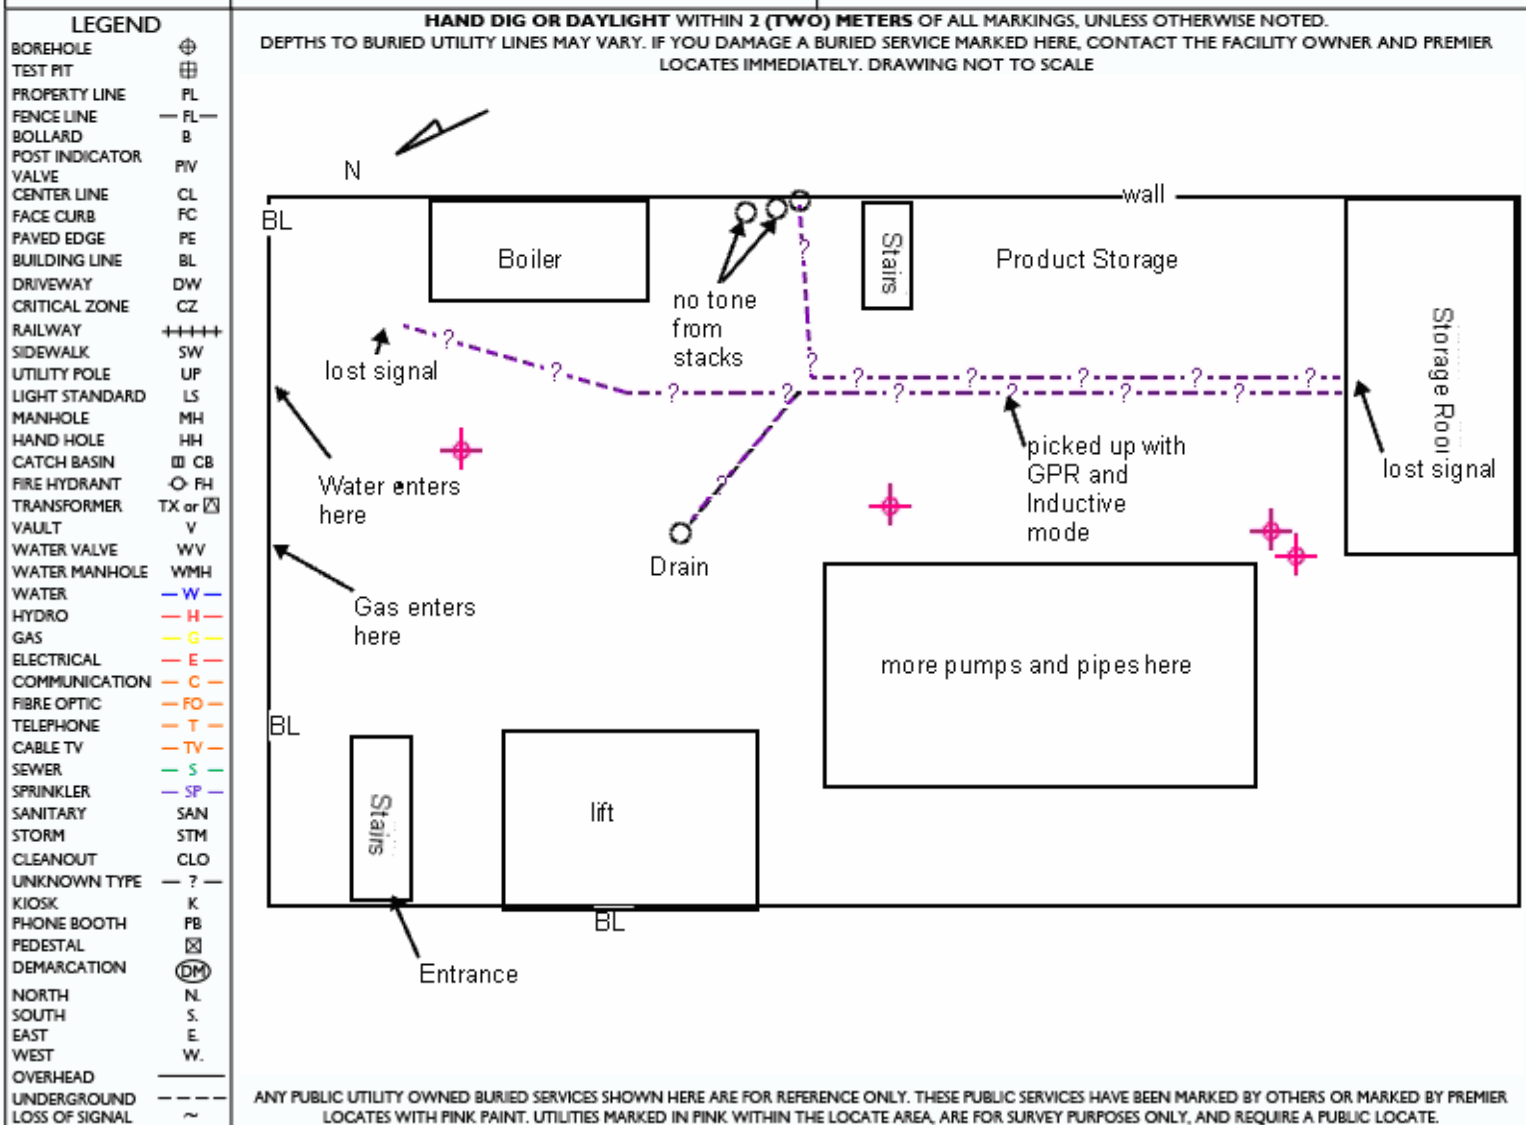 LEGEND
BOREHOLE
TEST PIT
PROPERTY LINE PL
FENCE LINE — FL —
BOLLARD B
POST INDICATOR
VALVE PIV
CENTER LINE CL
FACE CURB FC
PAVED EDGE PE
BUILDING LINE BL
DRIVEWAY DW
CRITICAL ZONE CZ
RAILWAY +++++
SIDEWALK SW
UTILITY POLE UP
LIGHT STANDARD LS
MANHOLE MH
HAND HOLE HH
CATCH BASIN CB
FIRE HYDRANT FH
TRANSFORMER TX or
VAULT V
WATER VALVE WV
WATER MANHOLE WMH
WATER — W —
HYDRO — H —
GAS — G —
ELECTRICAL — E —
COMMUNICATION — C —
FIBRE OPTIC — FO —
TELEPHONE — T —
CABLE TV — TV —
SEWER — S —
SPRINKLER — SP —
SANITARY SAN
STORM STM
CLEANOUT CLO
UNKNOWN TYPE — ? —
KIOSK K
PHONE BOOTH PB
PEDESTAL
DEMARCATION DM
NORTH N.
SOUTH S.
EAST E.
WEST W.
OVERHEAD
UNDERGROUND
LOSS OF SIGNAL ~
HAND DIG OR DAYLIGHT WITHIN 2 (TWO) METERS OF ALL MARKINGS, UNLESS OTHERWISE NOTED.
DEPTHS TO BURIED UTILITY LINES MAY VARY. IF YOU DAMAGE A BURIED SERVICE MARKED HERE, CONTACT THE FACILITY OWNER AND PREMIER
LOCATES IMMEDIATELY. DRAWING NOT TO SCALE
N
wall
BL
Boiler
Stairs
Product Storage
no tone
from
stacks
Storage Room
lost signal
? ? ? ? ? ? ? ? ? ? ? ? ? ? ?
picked up with
GPR and
Inductive
mode
lost signal
Water enters
here
Drain
Gas enters
here
more pumps and pipes here
BL
Stairs
lift
BL
Entrance
ANY PUBLIC UTILITY OWNED BURIED SERVICES SHOWN HERE ARE FOR REFERENCE ONLY. THESE PUBLIC SERVICES HAVE BEEN MARKED BY OTHERS OR MARKED BY PREMIER
LOCATES WITH PINK PAINT. UTILITIES MARKED IN PINK WITHIN THE LOCATE AREA, ARE FOR SURVEY PURPOSES ONLY, AND REQUIRE A PUBLIC LOCATE.